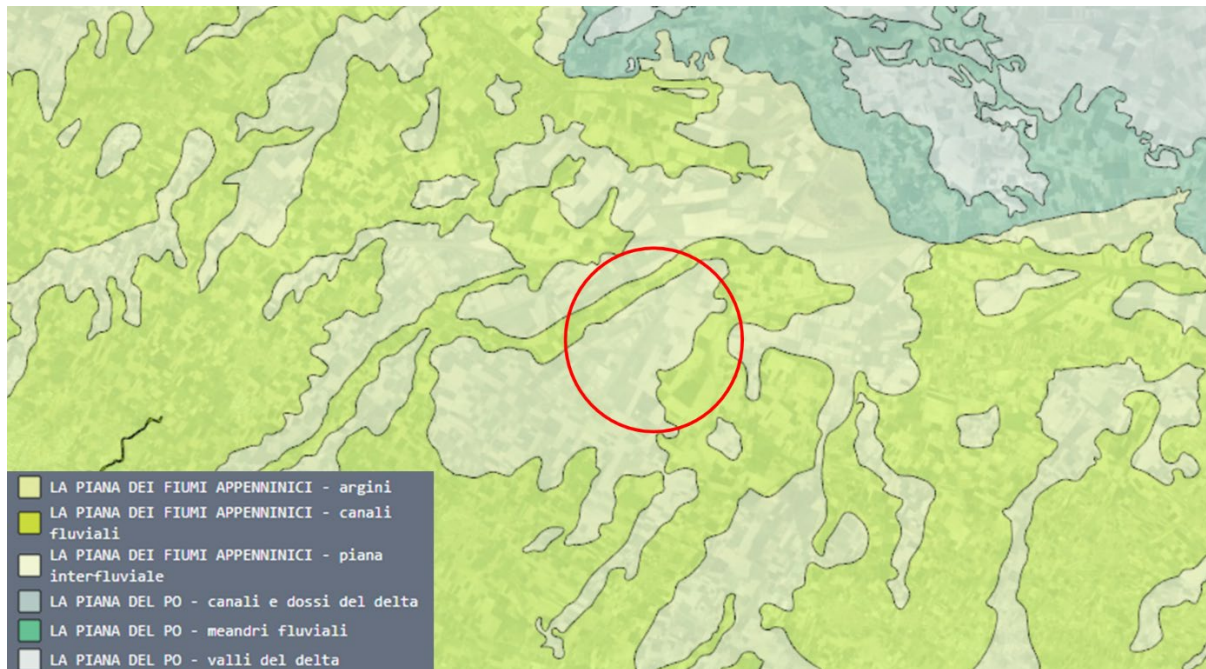 LA PIANA DEI FIUMI APPENNINICI - argini
LA PIANA DEI FIUMI APPENNINICI - canali
fluviali
LA PIANA DEI FIUMI APPENNINICI - piana
interfluviale
LA PIANA DEL PO - canali e dossi del delta
LA PIANA DEL PO - meandri fluviali
LA PIANA DEL PO - valli del delta